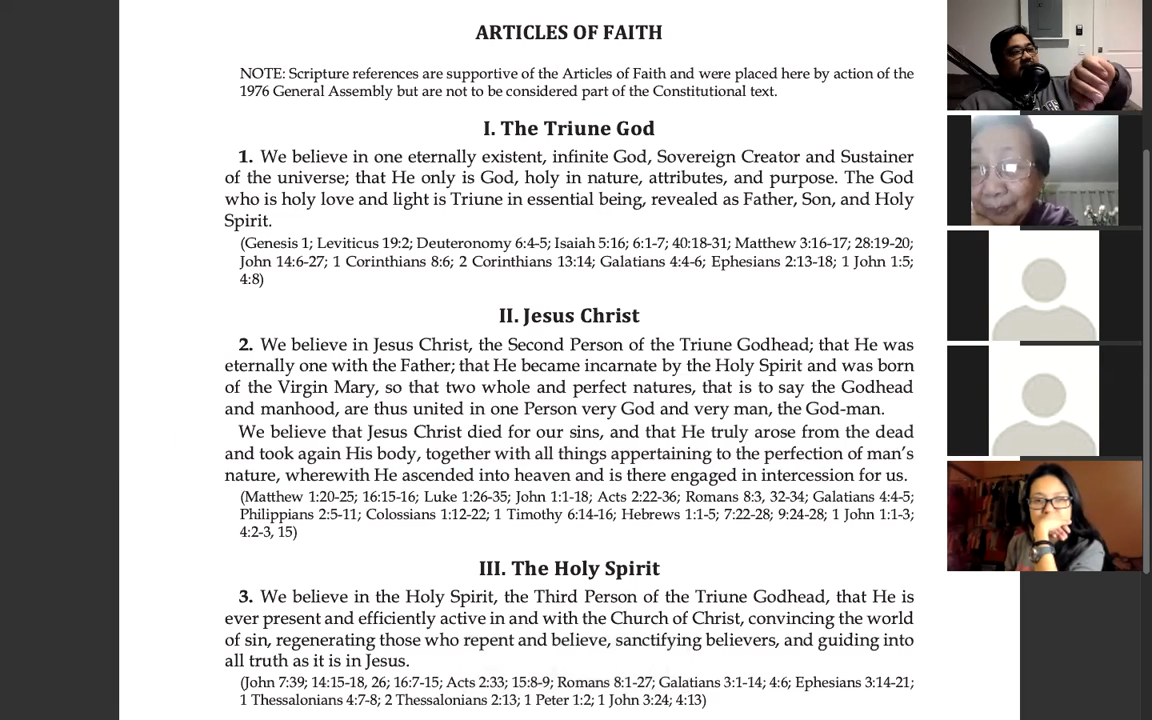 ARTICLES OF FAITH
NOTE: Scripture references are supportive of the Articles of Faith and were placed here by action of the
1976 General Assembly but are not to be considered part of the Constitutional text.
I. The Triune God
1. We believe in one eternally existent, infinite God, Sovereign Creator and Sustainer
of the universe; that He only is God, holy in nature, attributes, and purpose. The God
who is holy love and light is Triune in essential being, revealed as Father, Son, and Holy
Spirit.
(Genesis 1; Leviticus 19:2; Deuteronomy 6:4-5; Isaiah 5:16; 6:1-7; 40:18-31; Matthew 3:16-17; 28:19-20;
John 14:6-27; 1 Corinthians 8:6; 2 Corinthians 13:14; Galatians 4:4-6; Ephesians 2:13-18; 1 John 1:5;
4:8)
II. Jesus Christ
2. We believe in Jesus Christ, the Second Person of the Triune Godhead; that He was
eternally one with the Father; that He became incarnate by the Holy Spirit and was born
of the Virgin Mary, so that two whole and perfect natures, that is to say the Godhead
and manhood, are thus united in one Person very God and very man, the God-man.
We believe that Jesus Christ died for our sins, and that He truly arose from the dead
and took again His body, together with all things appertaining to the perfection of man's
nature, wherewith He ascended into heaven and is there engaged in intercession for us.
(Matthew 1:20-25; 16:15-16; Luke 1:26-35; John 1:1-18; Acts 2:22-36; Romans 8:3, 32-34; Galatians 4:4-5;
Philippians 2:5-11; Colossians 1:12-22; 1 Timothy 6:14-16; Hebrews 1:1-5; 7:22-28; 9:24-28; 1 John 1:1-3;
4:2-3, 15)
III. The Holy Spirit
3. We believe in the Holy Spirit, the Third Person of the Triune Godhead, that He is
ever present and efficiently active in and with the Church of Christ, convincing the world
of sin, regenerating those who repent and believe, sanctifying believers, and guiding into
all truth as it is in Jesus.
(John 7:39; 14:15-18, 26; 16:7-15; Acts 2:33; 15:8-9; Romans 8:1-27; Galatians 3:1-14; 4:6; Ephesians 3:14-21;
1 Thessalonians 4:7-8; 2 Thessalonians 2:13; 1 Peter 1:2; 1 John 3:24; 4:13)